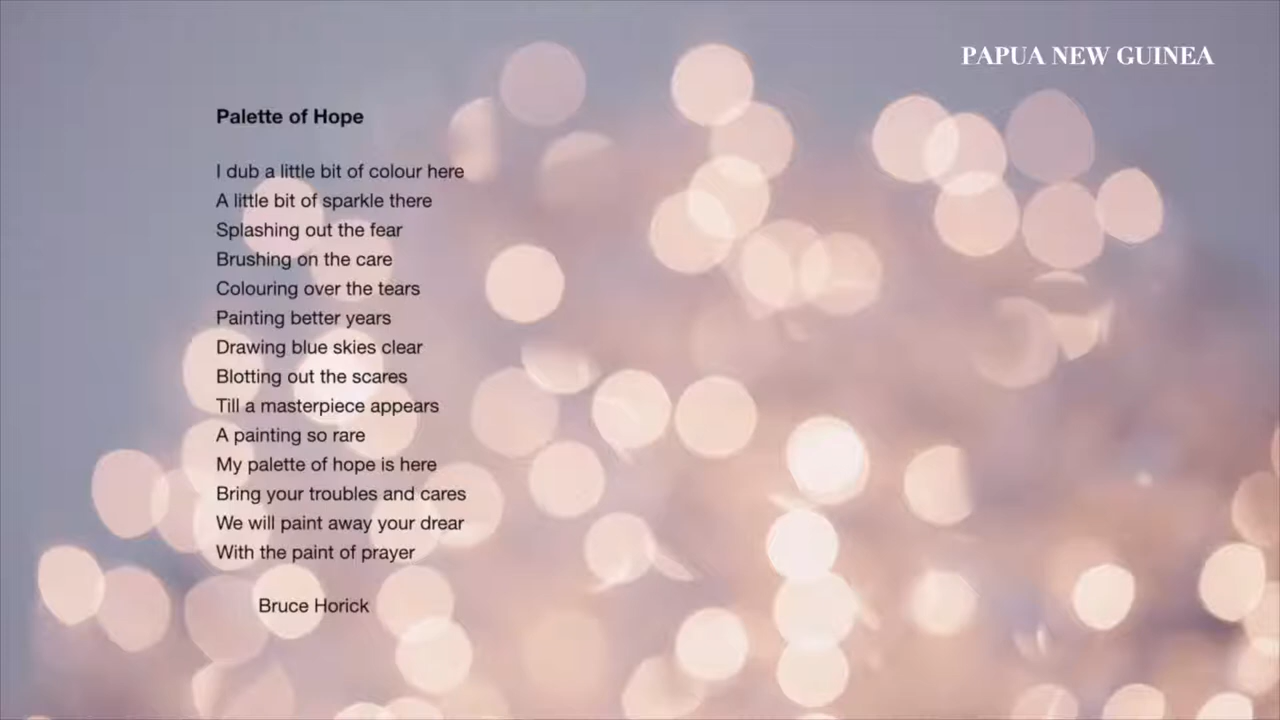 PAPUA NEW GUINEA
Palette of Hope
I dub a little bit of colour here
A little bit of sparkle there
Splashing out the fear
Brushing on the care
Colouring over the tears
Painting better years
Drawing blue skies clear
Blotting out the scares
Till a masterpiece appears
A painting so rare
My palette of hope is here
Bring your troubles and cares
We will paint away your drear
With the paint of prayer
Bruce Horick